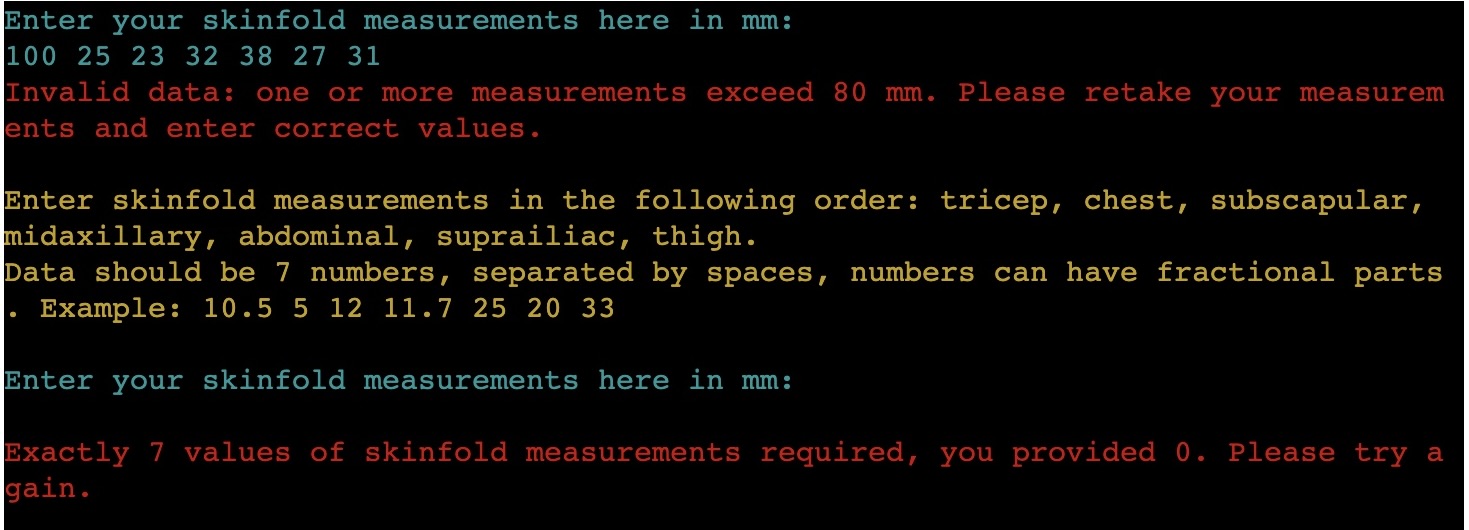 Enter your skinfold measurements here in mm:
100 25 23 32 38 27 31
Invalid data: one or more measurements exceed 80 mm. Please retake your measurem
ents and enter correct values.
Enter skinfold measurements in the following order: tricep, chest, subscapular,
midaxillary, abdominal, suprailiac, thigh.
Data should be 7 numbers, separated by spaces, numbers can have fractional parts
. Example: 10.5 5 12 11.7 25 20 33
Enter your skinfold measurements here in mm:
Exactly 7 values of skinfold measurements required, you provided 0. Please try a
gain.